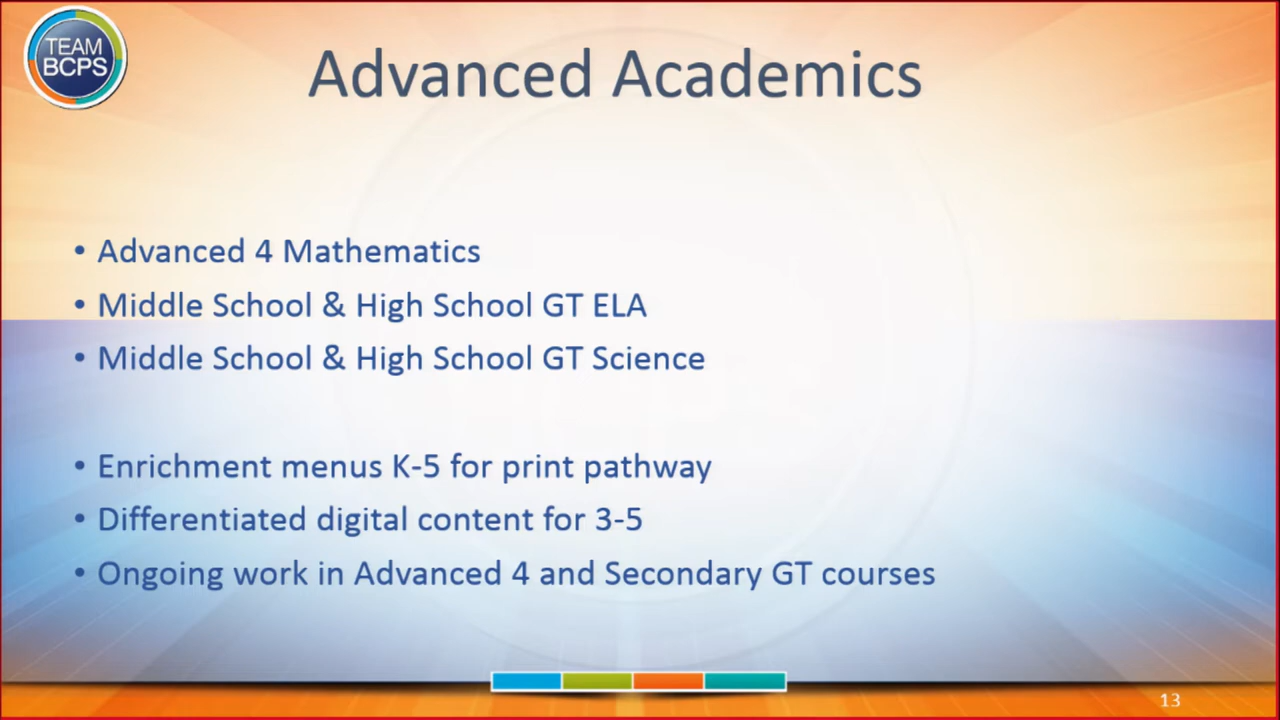 TEAM
BCPS
Advanced Academics
• Advanced 4 Mathematics
• Middle School & High School GT ELA
• Middle School & High School GT Science
• Enrichment menus K-5 for print pathway
• Differentiated digital content for 3-5
• Ongoing work in Advanced 4 and Secondary GT courses
13